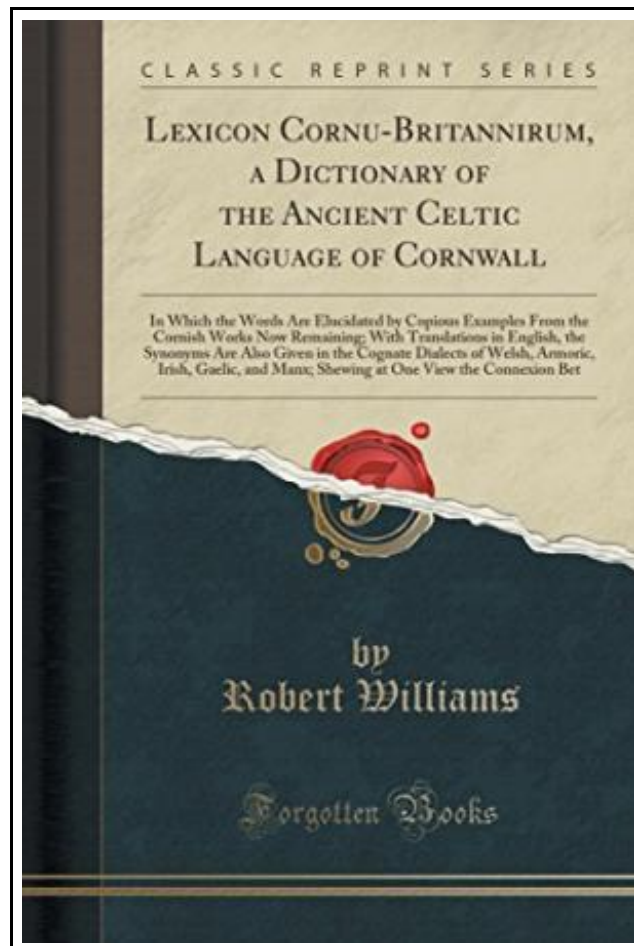 CLASSIC REPRINT SERIES
LEXICON CORNU-BRITANNIRUM,
A DICTIONARY OF
THE ANCIENT CELTIC
LANGUAGE OF CORNWALL
In Which the Words Are Elucidated by Copious Examples From the
Cornish Works Now Remaining; With Translations in English, the
Synonyms Are Also Given in the Cognate Dialects of Welsh, Armoric,
Irish, Gaelic, and Manx; Shewing at One View the Connexion Bet
by
Robert Williams
Forgotten Books